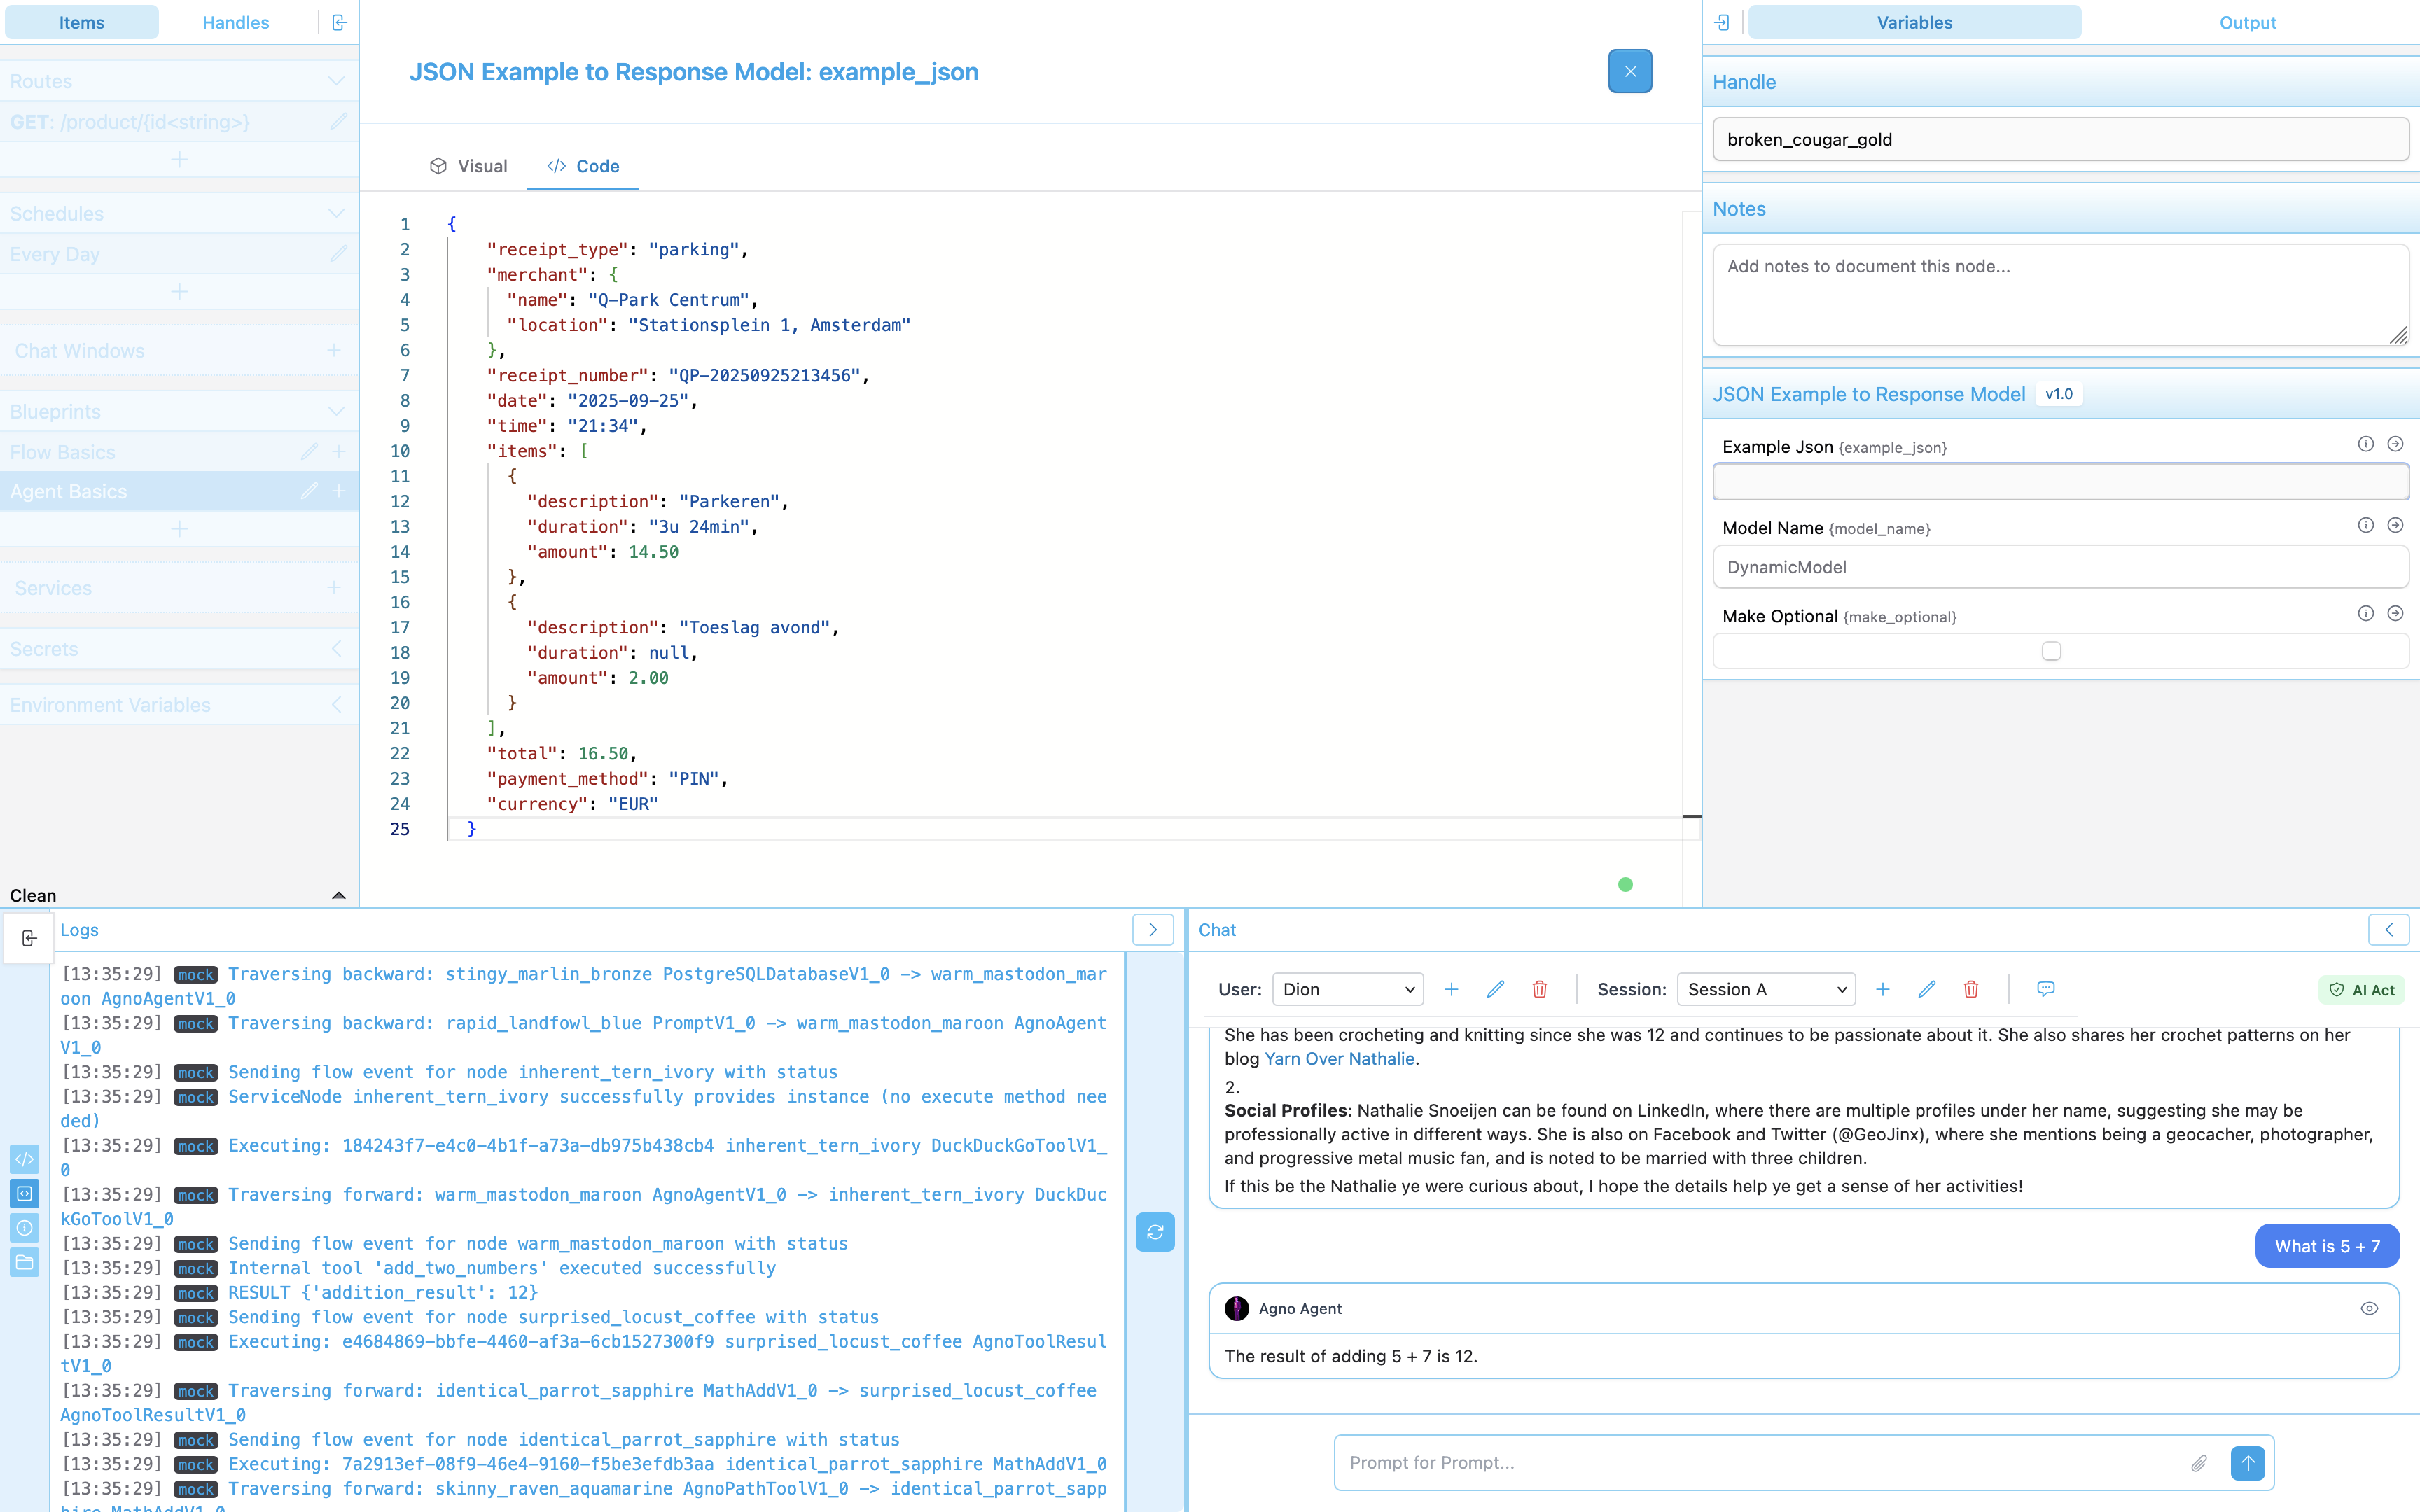 Items
Handles
Routes
GET: /product/{id<string>}
Schedules
Every Day
Chat Windows
Blueprints
Flow Basics
Agent Basics
Services
Secrets
Environment Variables
Clean
JSON Example to Response Model: example_json
Visual
</> Code
1 {
2 "receipt_type": "parking",
3 "merchant": {
4 "name": "Q-Park Centrum",
5 "location": "Stationsplein 1, Amsterdam"
6 },
7 "receipt_number": "QP-20250925213456",
8 "date": "2025-09-25",
9 "time": "21:34",
10 "items": [
11 {
12 "description": "Parkeren",
13 "duration": "3u 24min",
14 "amount": 14.50
15 },
16 {
17 "description": "Toeslag avond",
18 "duration": null,
19 "amount": 2.00
20 }
21 ],
22 "total": 16.50,
23 "payment_method": "PIN",
24 "currency": "EUR"
25 }
Variables
Output
Handle
broken_cougar_gold
Notes
Add notes to document this node...
JSON Example to Response Model v1.0
Example Json {example_json}
Model Name {model_name}
DynamicModel
Make Optional {make_optional}
Logs
[13:35:29] mock Traversing backward: stingy_marlin_bronze PostgreSQLDatabaseV1_0 -> warm_mastodon_mar
oon AgnoAgentV1_0
[13:35:29] mock Traversing backward: rapid_landfowl_blue PromptV1_0 -> warm_mastodon_maroon AgnoAgent
V1_0
[13:35:29] mock Sending flow event for node inherent_tern_ivory with status
[13:35:29] mock ServiceNode inherent_tern_ivory successfully provides instance (no execute method nee
ded)
[13:35:29] mock Executing: 184243f7-e4c0-4b1f-a73a-db975b438cb4 inherent_tern_ivory DuckDuckGoToolV1_
0
[13:35:29] mock Traversing forward: warm_mastodon_maroon AgnoAgentV1_0 -> inherent_tern_ivory DuckDuc
kGoToolV1_0
[13:35:29] mock Sending flow event for node warm_mastodon_maroon with status
[13:35:29] mock Internal tool 'add_two_numbers' executed successfully
[13:35:29] mock RESULT {'addition_result': 12}
[13:35:29] mock Sending flow event for node surprised_locust_coffee with status
[13:35:29] mock Executing: e4684869-bbfe-4460-af3a-6cb1527300f9 surprised_locust_coffee AgnoToolResul
tV1_0
[13:35:29] mock Traversing forward: identical_parrot_sapphire MathAddV1_0 -> surprised_locust_coffee
AgnoToolResultV1_0
[13:35:29] mock Sending flow event for node identical_parrot_sapphire with status
[13:35:29] mock Executing: 7a2913ef-08f9-46e4-9160-f5be3efdb3aa identical_parrot_sapphire MathAddV1_0
[13:35:29] mock Traversing forward: skinny_raven_aquamarine AgnoPathToolV1_0 -> identical_parrot_sapp
hire MathAddV1_0
Chat
User: Dion
Session: Session A
AI Act
She has been crocheting and knitting since she was 12 and continues to be passionate about it. She also shares her crochet patterns on her
blog Yarn Over Nathalie.
2.
Social Profiles: Nathalie Snoeijen can be found on LinkedIn, where there are multiple profiles under her name, suggesting she may be
professionally active in different ways. She is also on Facebook and Twitter (@GeoJinx), where she mentions being a geocacher, photographer,
and progressive metal music fan, and is noted to be married with three children.
If this be the Nathalie ye were curious about, I hope the details help ye get a sense of her activities!
What is 5 + 7
Agno Agent
The result of adding 5 + 7 is 12.
Prompt for Prompt...